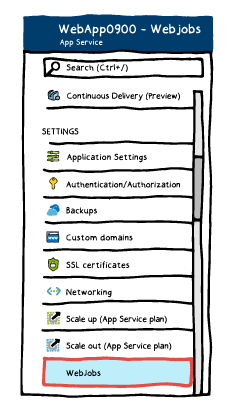 WebApp0900 - Webjobs
App Service
Search (Ctrl+/)
Continuous Delivery (Preview)
SETTINGS
Application Settings
Authentication/Authorization
Backups
Custom domains
SSL certificates
Networking
Scale up (App Service plan)
Scale out (App Service plan)
WebJobs